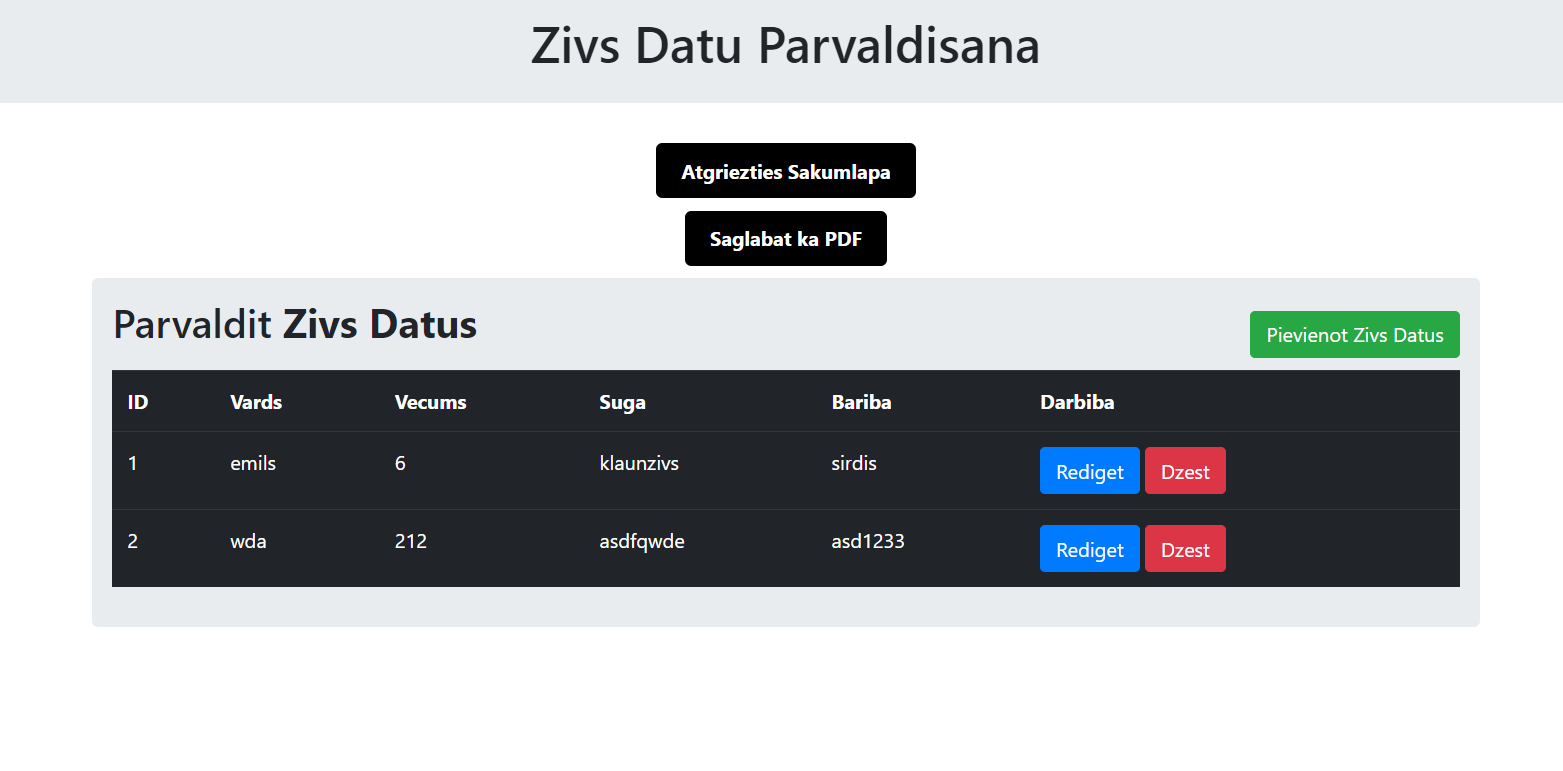 Zivs Datu Parvaldisana
Atgriezties Sakumlapa
Saglabat ka PDF
Parvaldit Zivs Datus
Pievienot Zivs Datus
ID Vards Vecums Suga Bariba Darbiba
1 emils 6 klaunzivs sirdis Rediget Dzest
2 wda 212 asdfqwde asd1233 Rediget Dzest